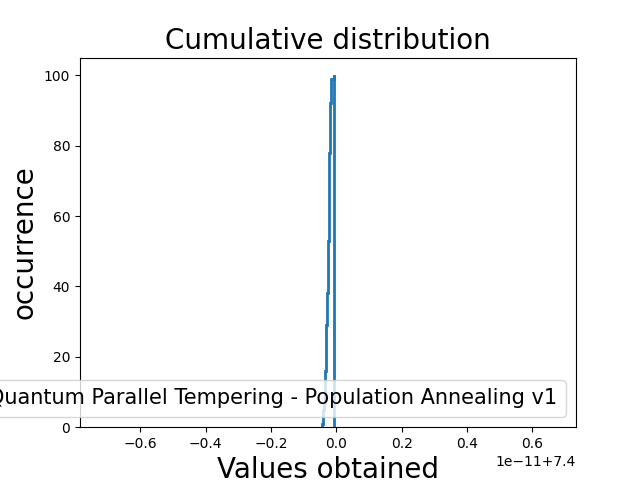 Cumulative distribution
occurrence
100
80
60
40
20
0
Quantum Parallel Tempering - Population Annealing v1
−0.6 −0.4 −0.2 0.0 0.2 0.4 0.6
1e−11+7.4
Values obtained